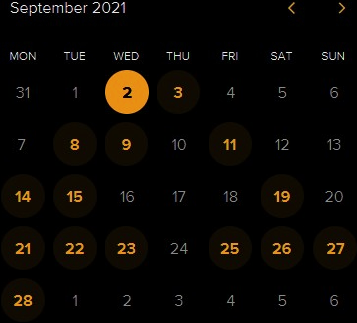 September 2021
MON TUE WED THU FRI SAT SUN
31 1 2 3 4 5 6
7 8 9 10 11 12 13
14 15 16 17 18 19 20
21 22 23 24 25 26 27
28 1 2 3 4 5 6